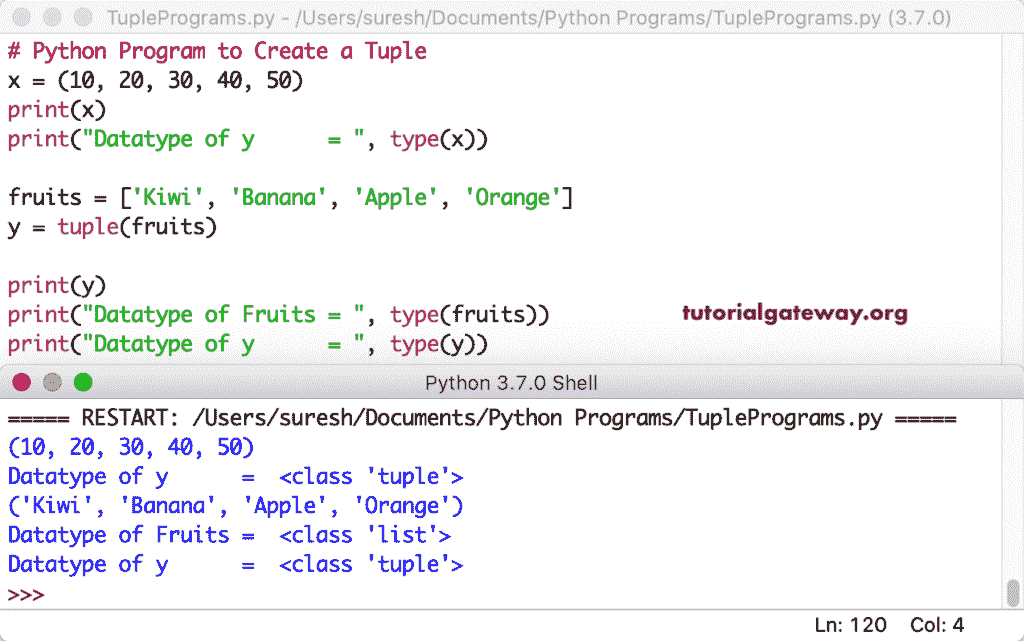 TuplePrograms.py - /Users/suresh/Documents/Python Programs/TuplePrograms.py (3.7.0)
# Python Program to Create a Tuple
x = (10, 20, 30, 40, 50)
print(x)
print("Datatype of y      = ", type(x))
fruits = ['Kiwi', 'Banana', 'Apple', 'Orange']
y = tuple(fruits)
print(y)
print("Datatype of Fruits = ", type(fruits))
tutorialgateway.org
print("Datatype of y      = ", type(y))
Python 3.7.0 Shell
===== RESTART: /Users/suresh/Documents/Python Programs/TuplePrograms.py =====
(10, 20, 30, 40, 50)
Datatype of y      =  <class 'tuple'>
('Kiwi', 'Banana', 'Apple', 'Orange')
Datatype of Fruits =  <class 'list'>
Datatype of y      =  <class 'tuple'>
>>>
Ln: 120 Col: 4